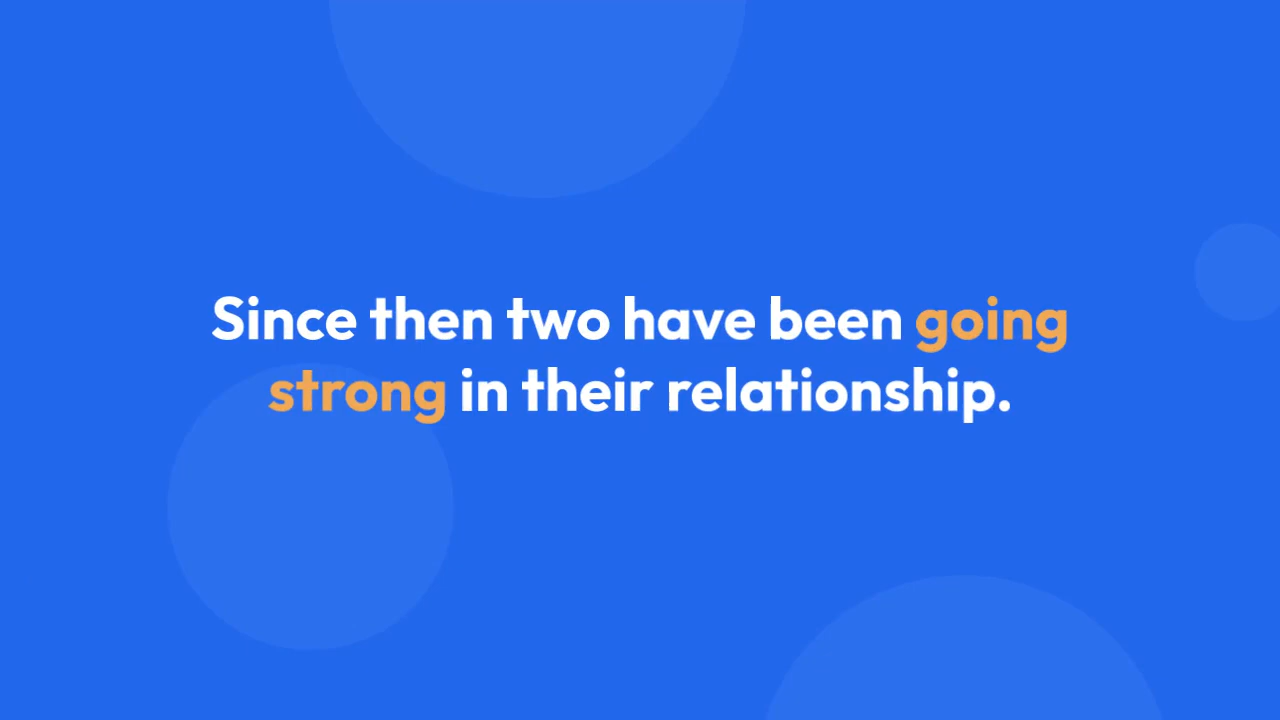 Since then two have been going
strong in their relationship.